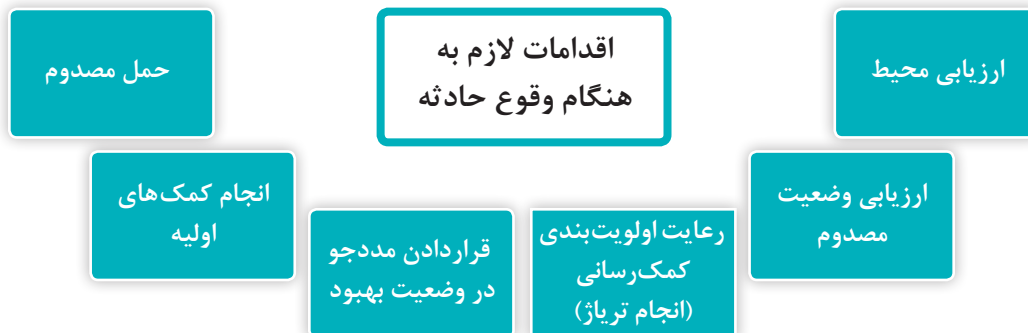 اقدامات لازم به
هنگام وقوع حادثه
ارزیابی محیط
ارزیابی وضعیت
مصدوم
رعایت اولویت‌بندی
کمک‌رسانی
(انجام تریاژ)
قراردادن مددجو
در وضعیت بهبود
انجام کمک‌های
اولیه
حمل مصدوم